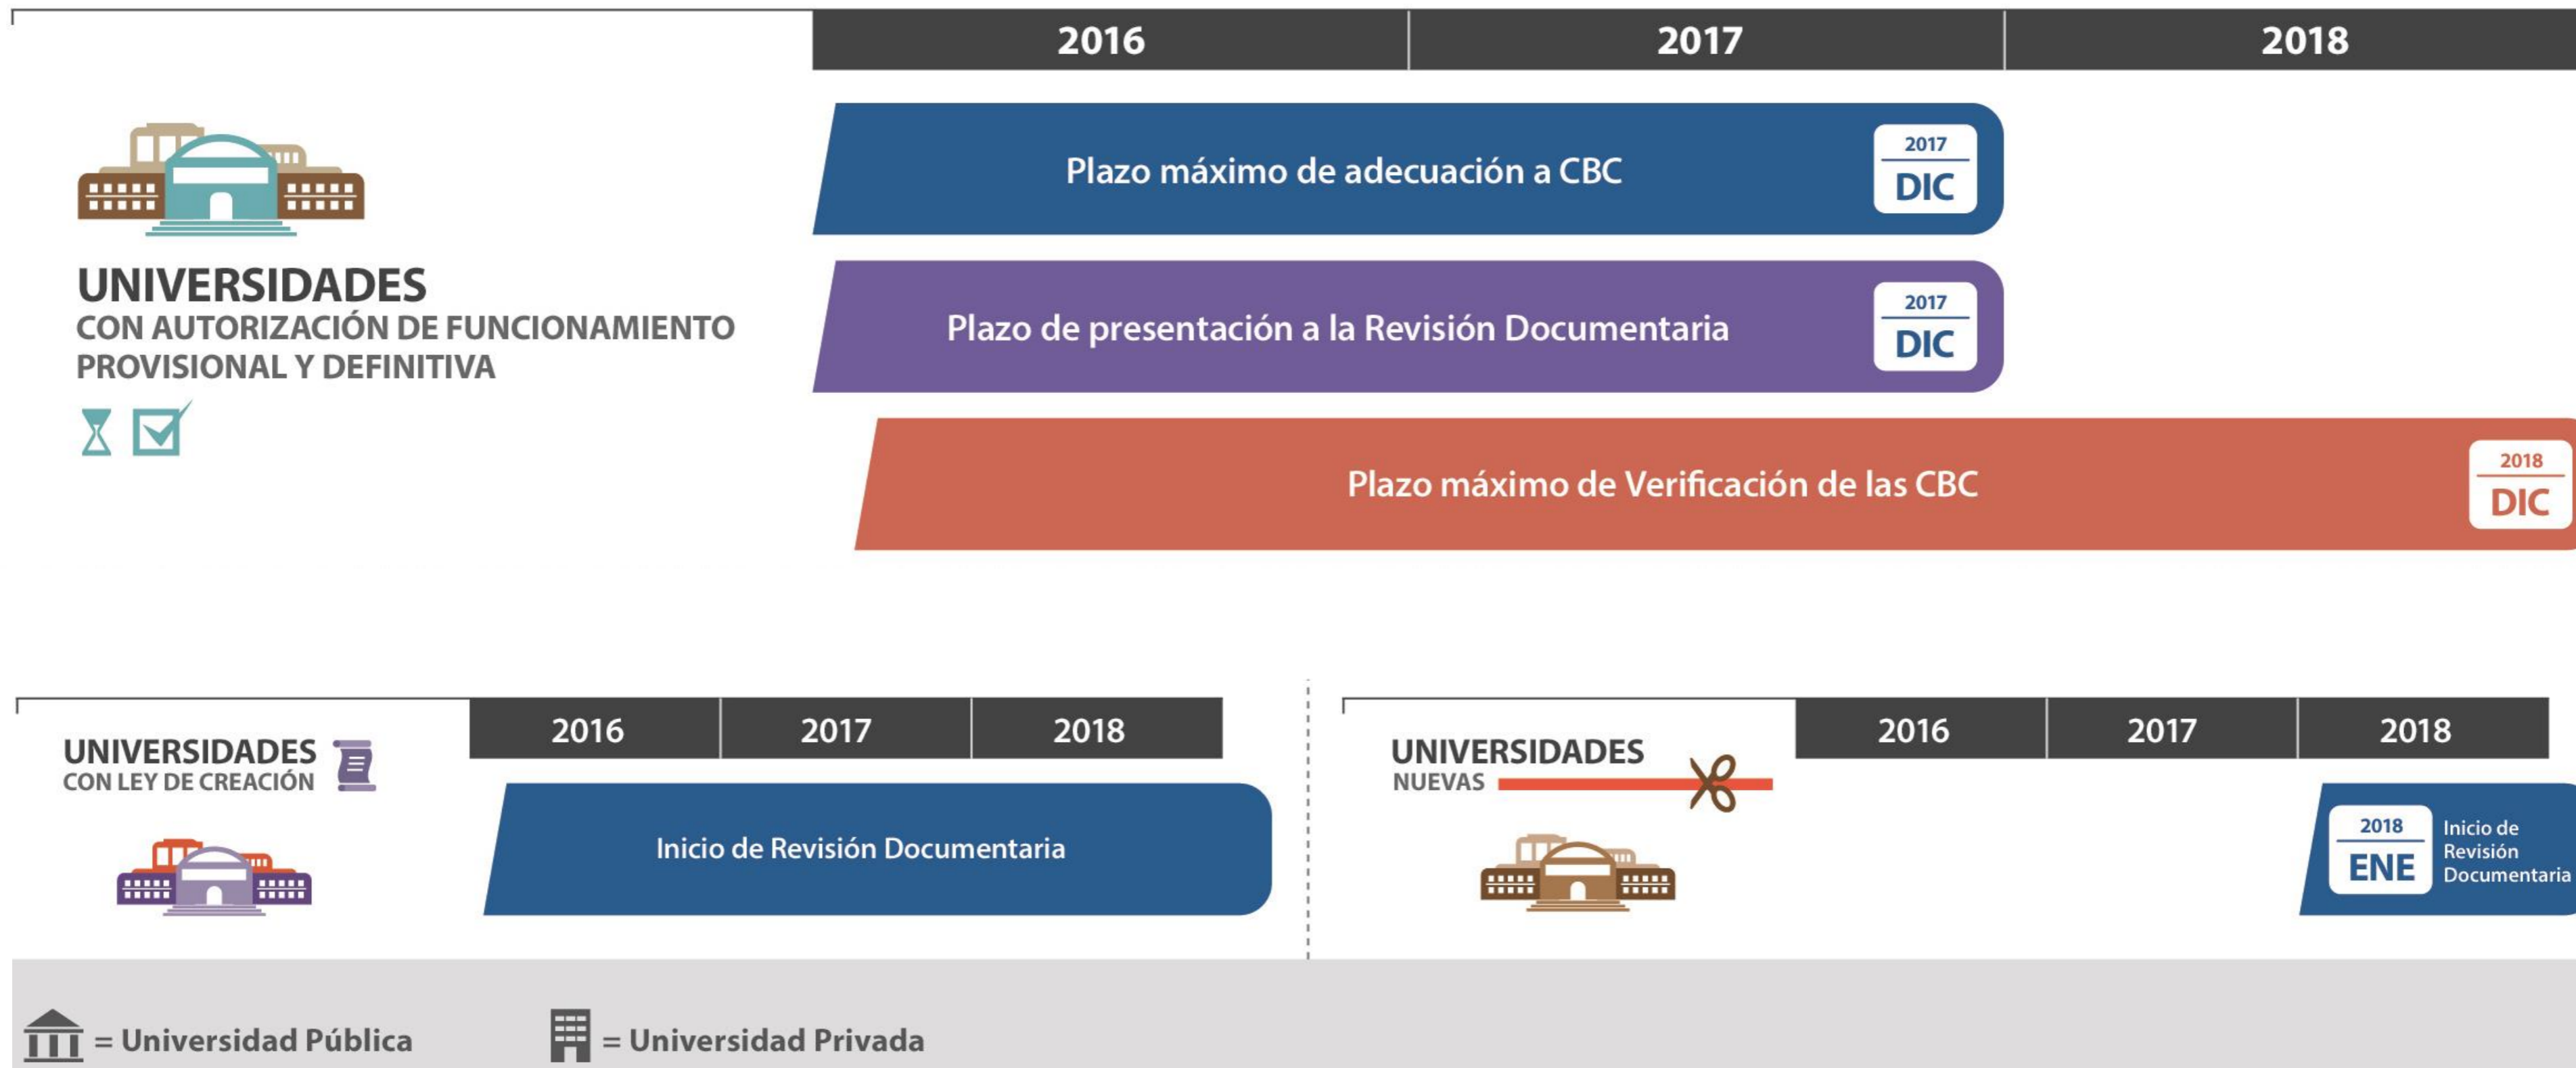 2016 2017 2018
UNIVERSIDADES
CON AUTORIZACIÓN DE FUNCIONAMIENTO
PROVISIONAL Y DEFINITIVA
Plazo máximo de adecuación a CBC
2017
DIC
Plazo de presentación a la Revisión Documentaria
2017
DIC
Plazo máximo de Verificación de las CBC
2018
DIC
UNIVERSIDADES
CON LEY DE CREACIÓN
2016 2017 2018
Inicio de Revisión Documentaria
UNIVERSIDADES
NUEVAS
2016 2017 2018
2018
ENE
Inicio de
Revisión
Documentaria
= Universidad Pública
= Universidad Privada